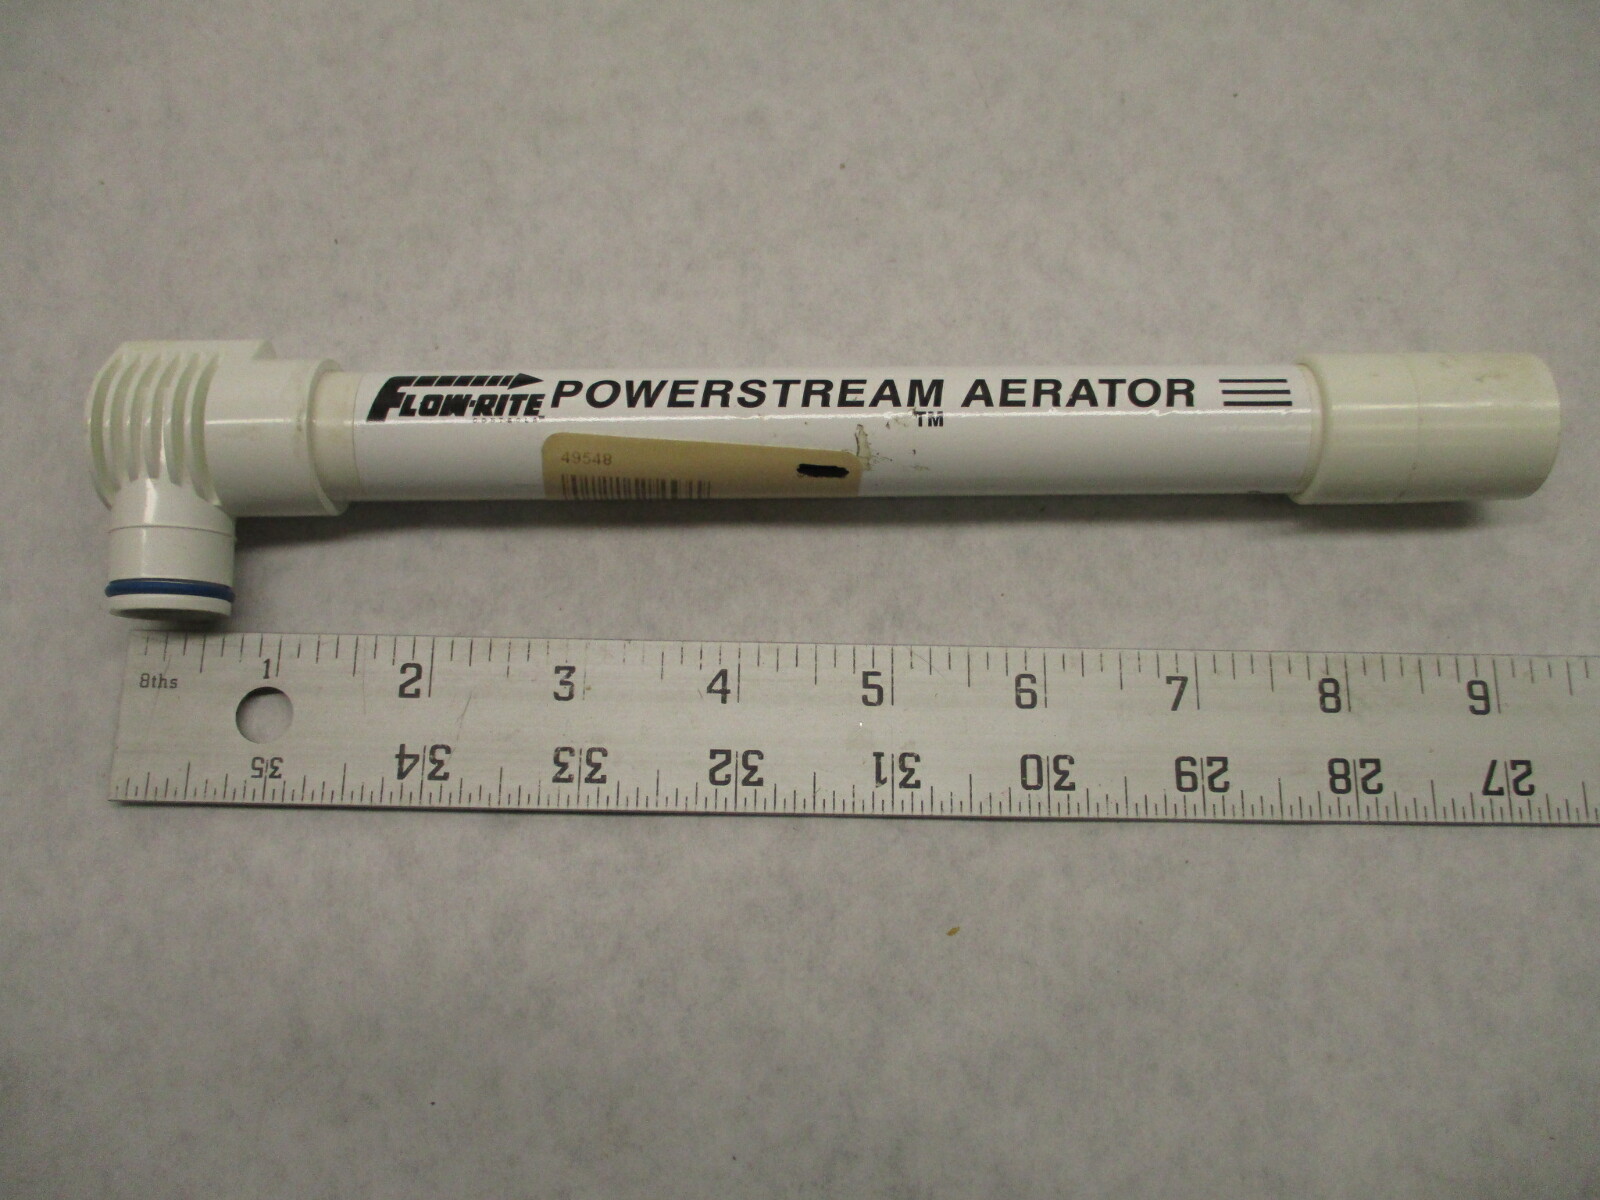 FLOW-RITE
CONTROLS™
POWERSTREAM AERATOR
TM
49548
8ths
1 2 3 4 5 6 7 8 9
35 34 33 32 31 30 29 28 27